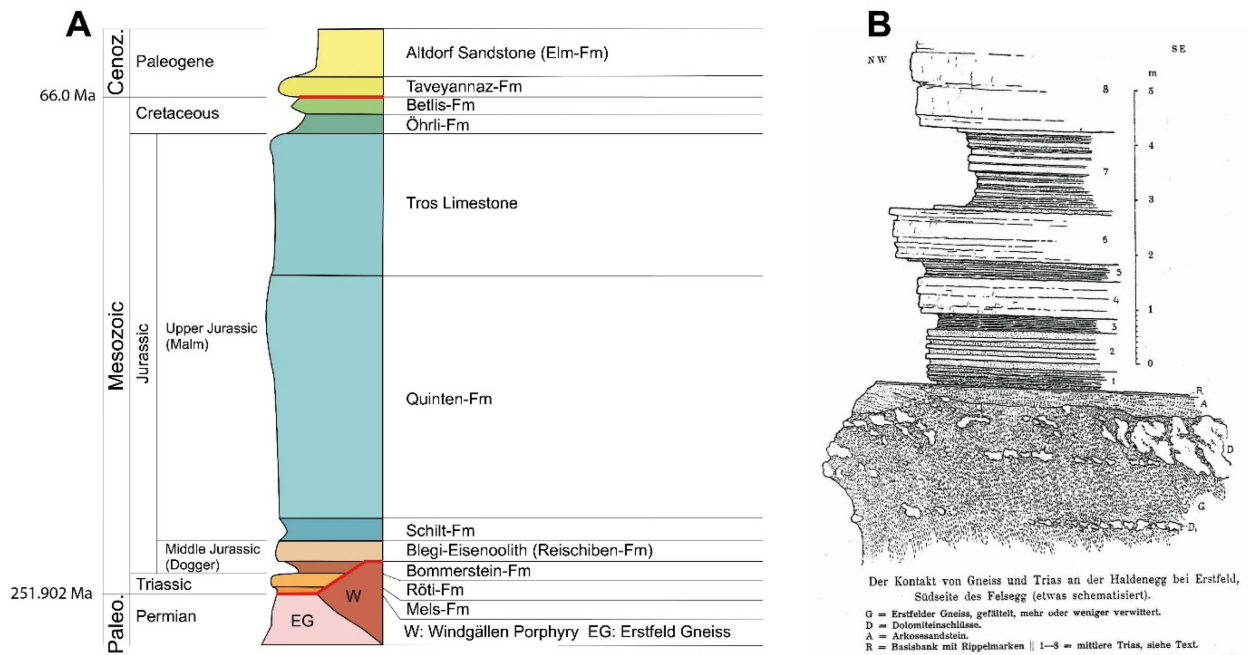 A
Cenoz.
Paleogene
Altdorf Sandstone (Elm-Fm)
Taveyannaz-Fm
66.0 Ma
Cretaceous
Betlis-Fm
Öhrli-Fm
Mesozoic
Jurassic
Upper Jurassic
(Malm)
Tros Limestone
Quinten-Fm
Schilt-Fm
Middle Jurassic
(Dogger)
Blegi-Eisenoolith (Reischiben-Fm)
Bommerstein-Fm
Triassic
Röti-Fm
251.902 Ma
Mels-Fm
Paleo.
Permian
EG
W
W: Windgällen Porphyry EG: Erstfeld Gneiss
B
NW
SE
m
8
5
4
7
3
6
2
5
4
1
3
2
0
1
R
A
D
G
D,
Der Kontakt von Gneiss und Trias an der Haldenegg bei Erstfeld,
Südseite des Felsegg (etwas schematisiert).
G = Erstfelder Gneiss, gefältelt, mehr oder weniger verwittert.
D = Dolomiteinschlüsse.
A = Arkosesandstein.
R = Basisbank mit Rippelmarken || 1—8 = mittlere Trias, siehe Text.